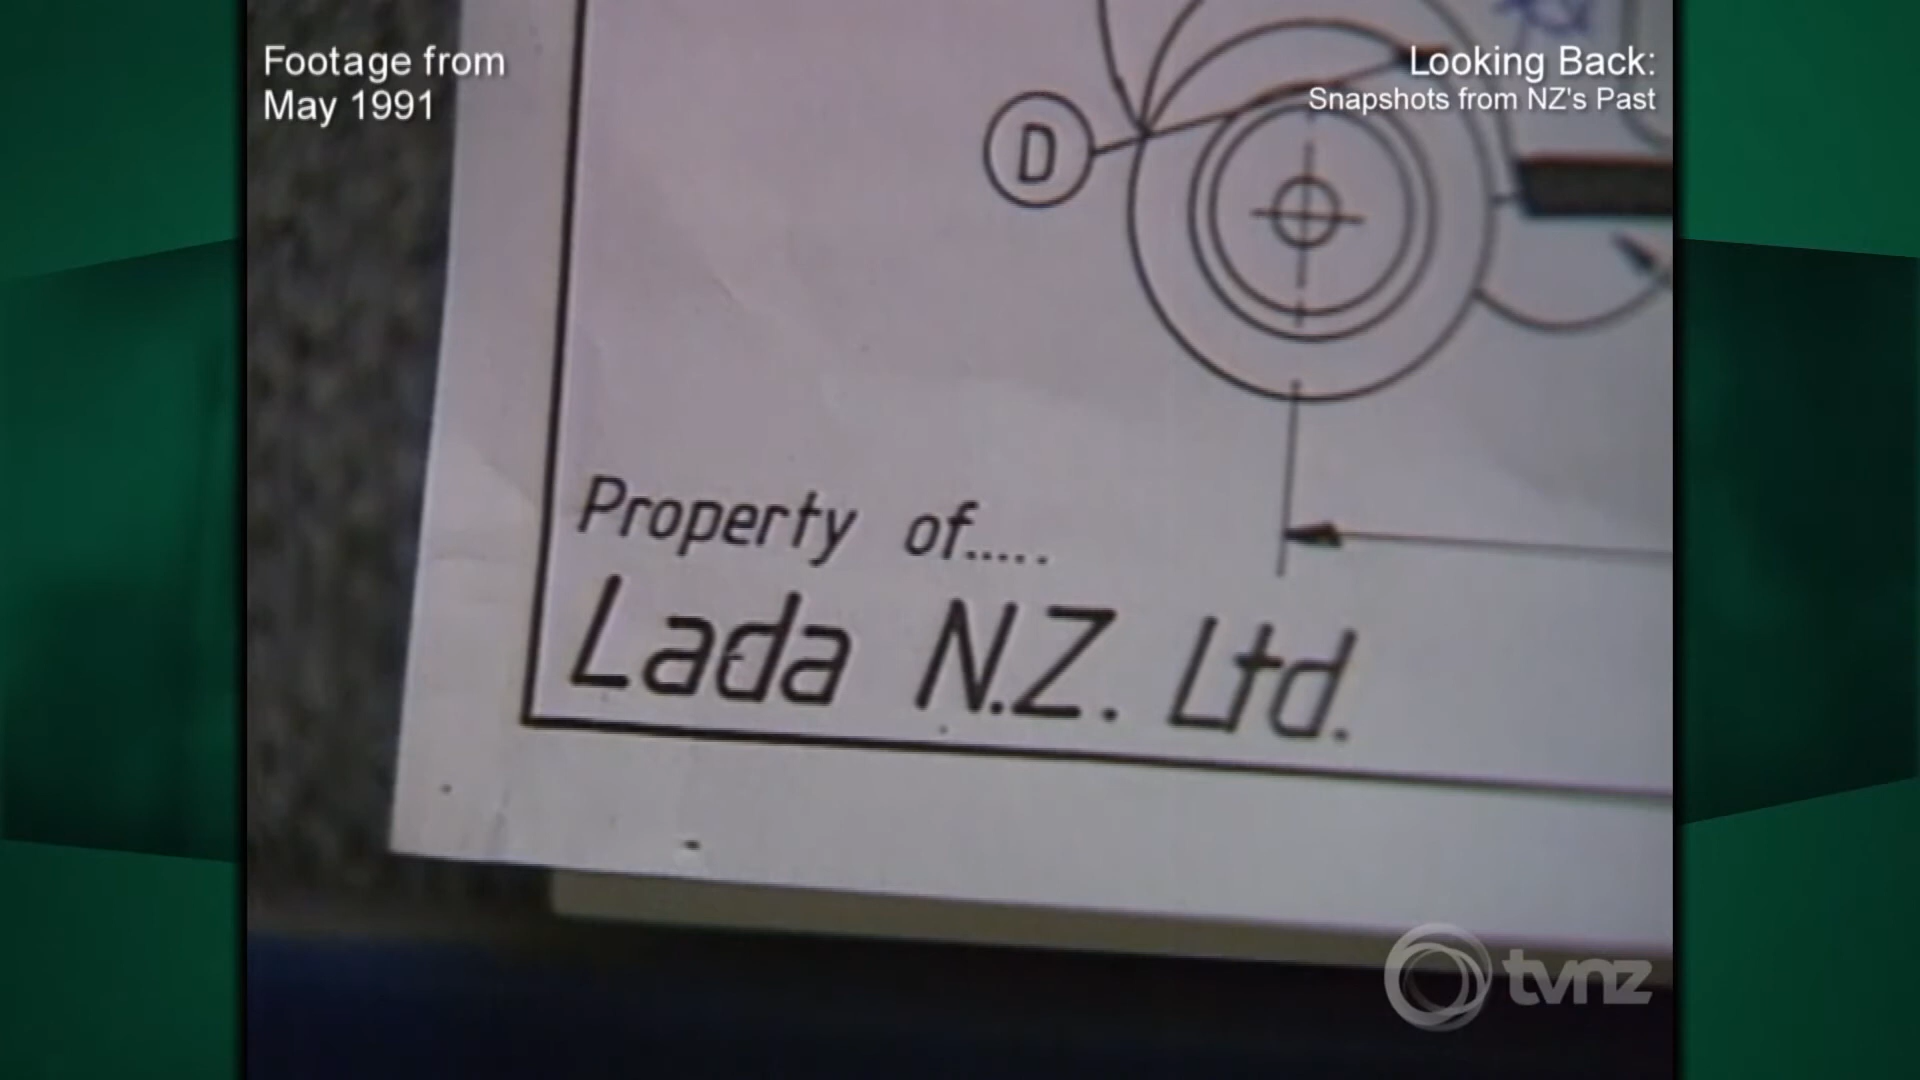 Footage from
May 1991
Looking Back:
Snapshots from NZ's Past
D
Property of.....
Lada N.Z. Ltd.
tvnz